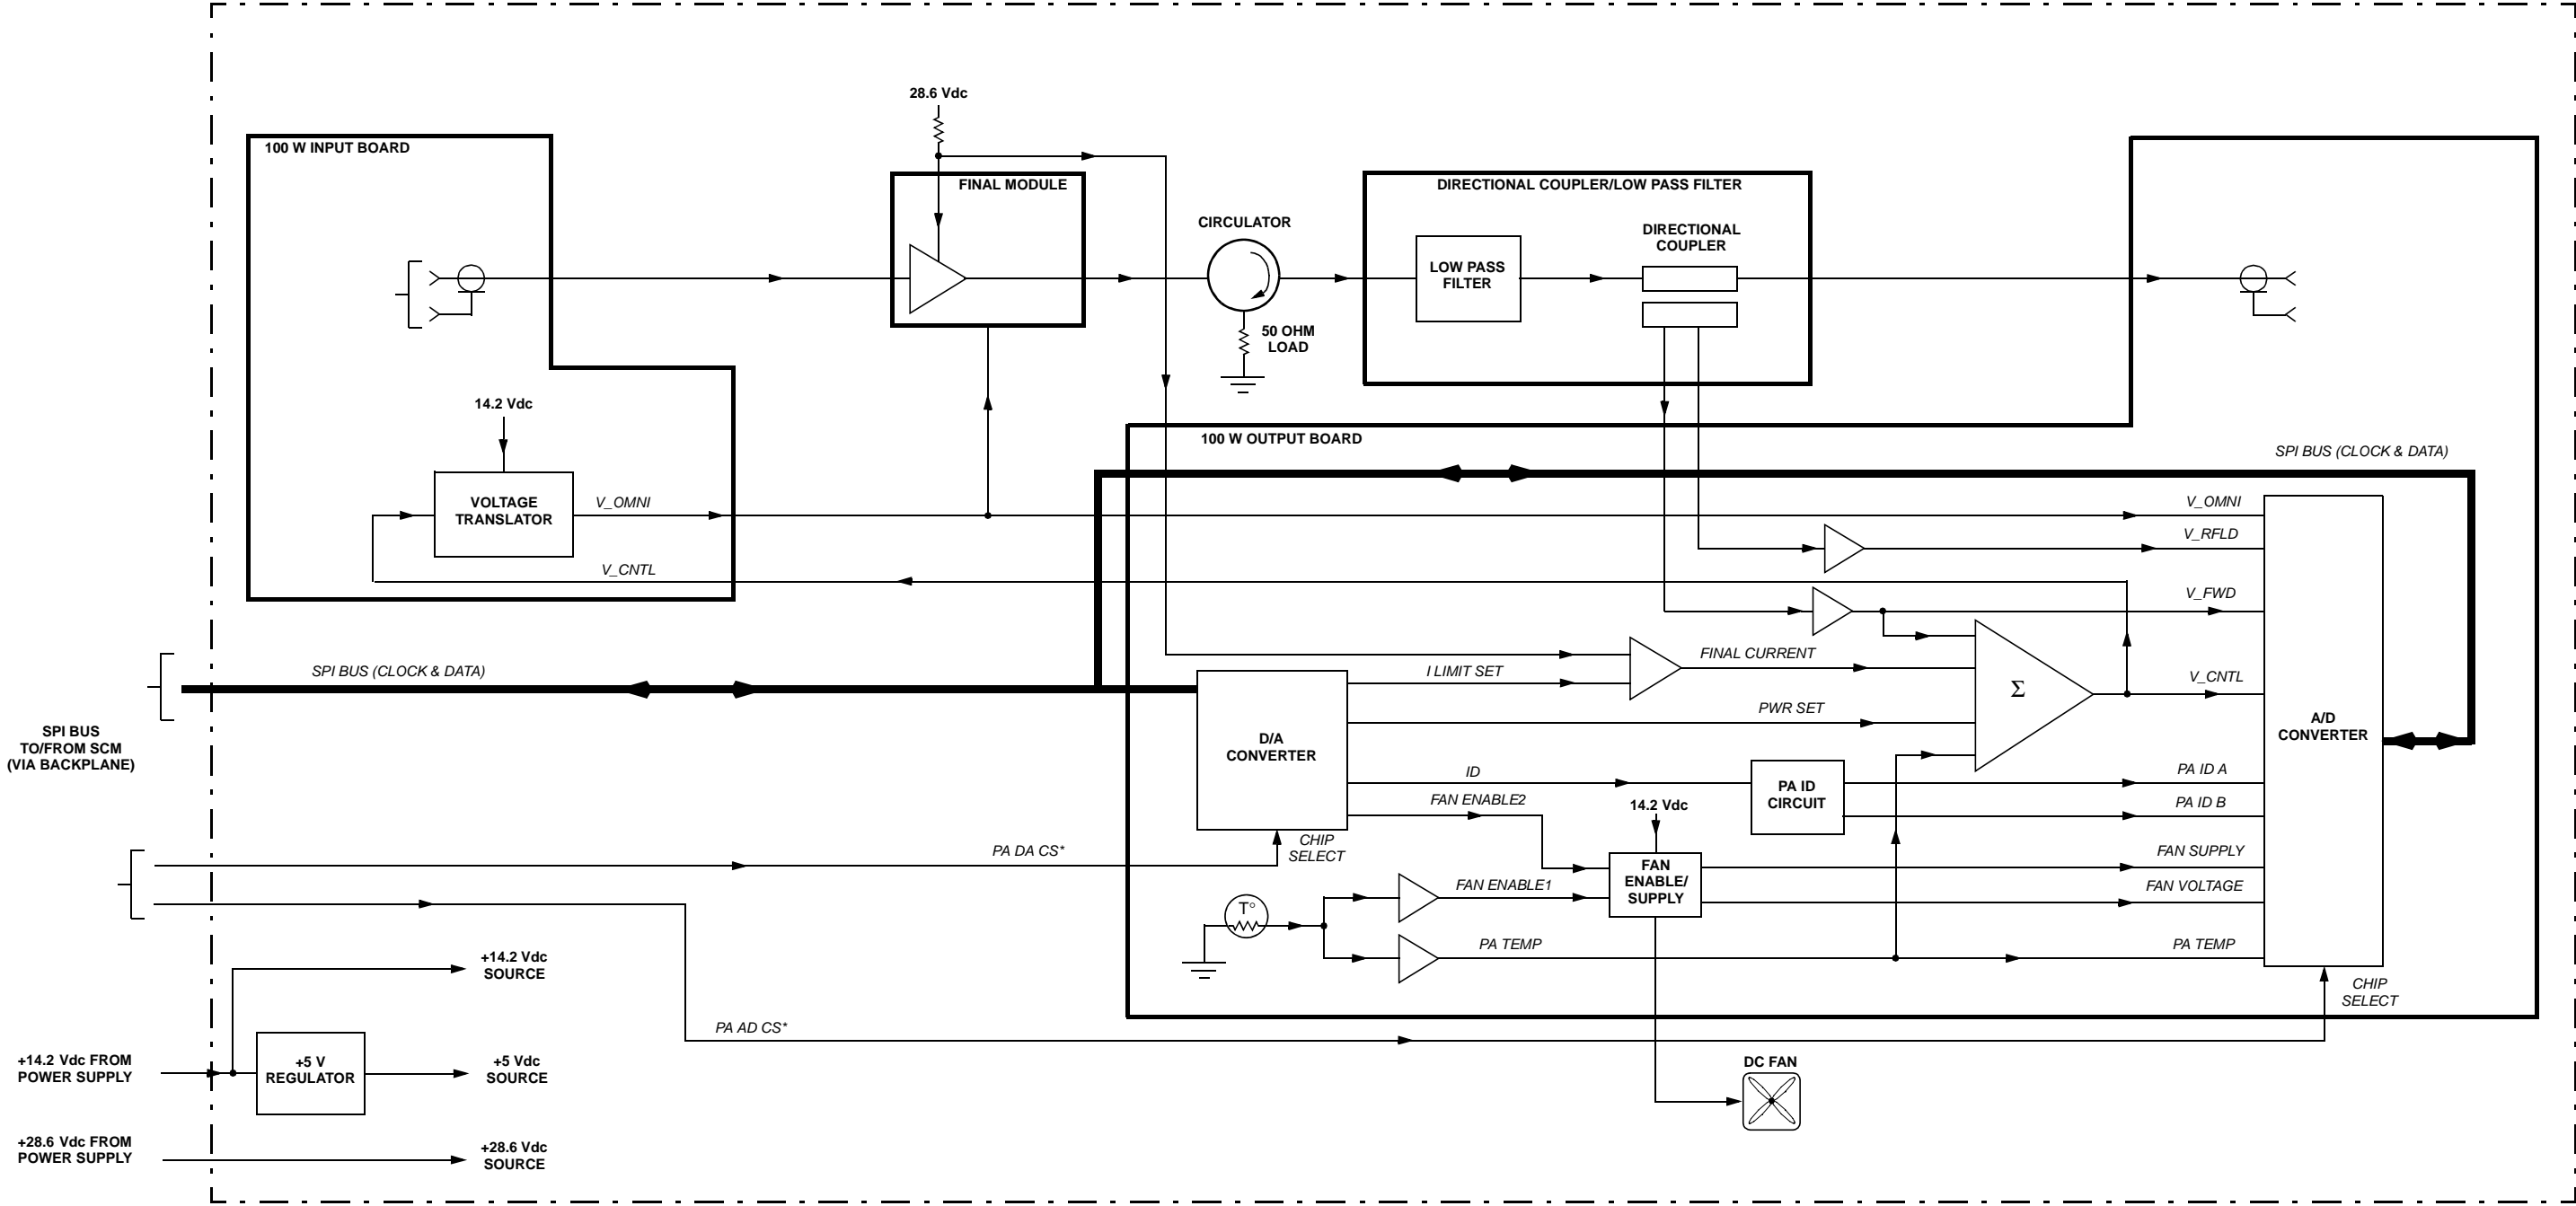 28.6 Vdc
100 W INPUT BOARD
FINAL MODULE
DIRECTIONAL COUPLER/LOW PASS FILTER
CIRCULATOR
DIRECTIONAL
COUPLER
LOW PASS
FILTER
50 OHM
LOAD
14.2 Vdc
100 W OUTPUT BOARD
SPI BUS (CLOCK & DATA)
VOLTAGE
TRANSLATOR
V_OMNI
V_OMNI
V_RFLD
V_CNTL
V_FWD
FINAL CURRENT
SPI BUS (CLOCK & DATA)
I LIMIT SET
V_CNTL
Σ
PWR SET
SPI BUS
TO/FROM SCM
(VIA BACKPLANE)
D/A
CONVERTER
A/D
CONVERTER
ID
PA ID
CIRCUIT
PA ID A
FAN ENABLE2
14.2 Vdc
PA ID B
CHIP
SELECT
PA DA CS*
FAN
ENABLE/
SUPPLY
FAN SUPPLY
FAN ENABLE1
FAN VOLTAGE
T°
PA TEMP
PA TEMP
+14.2 Vdc
SOURCE
CHIP
SELECT
PA AD CS*
+14.2 Vdc FROM
POWER SUPPLY
+5 V
REGULATOR
+5 Vdc
SOURCE
DC FAN
+28.6 Vdc FROM
POWER SUPPLY
+28.6 Vdc
SOURCE